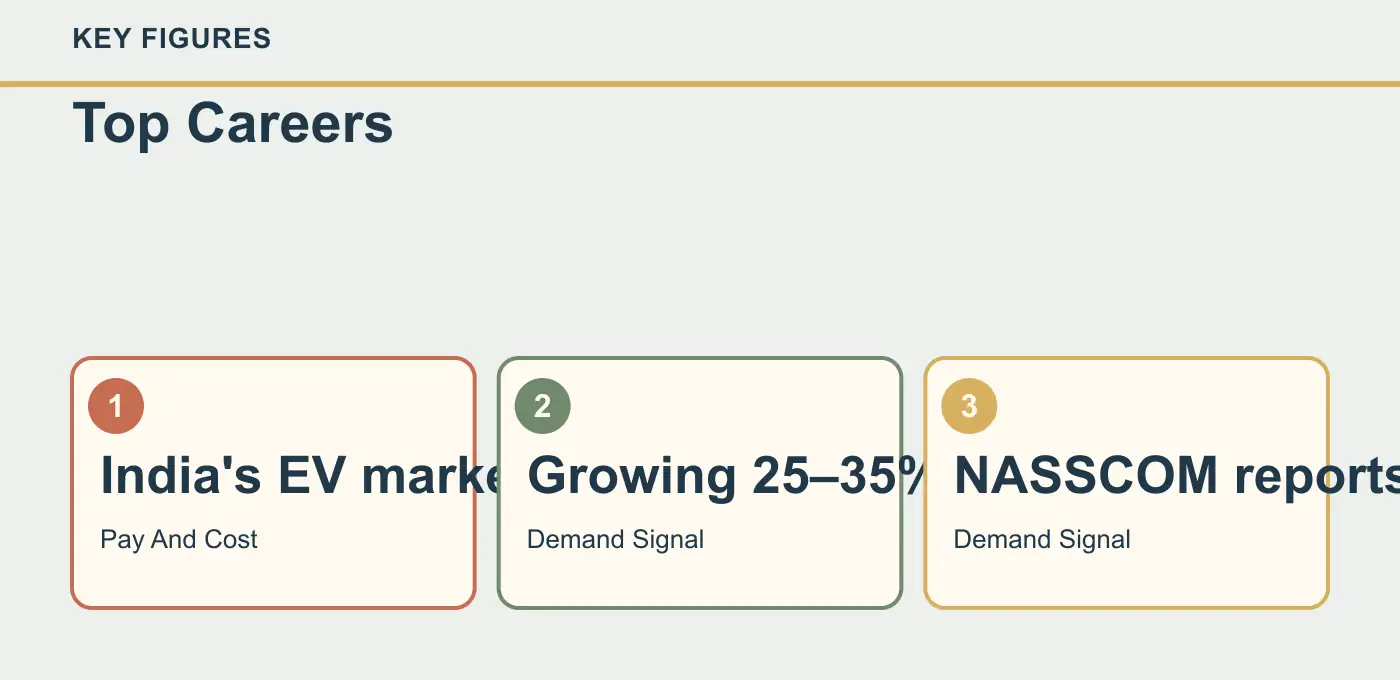 KEY FIGURES
Top Careers
1
India's EV marke
Pay And Cost
2
Growing 25–35%
Demand Signal
3
NASSCOM reports
Demand Signal